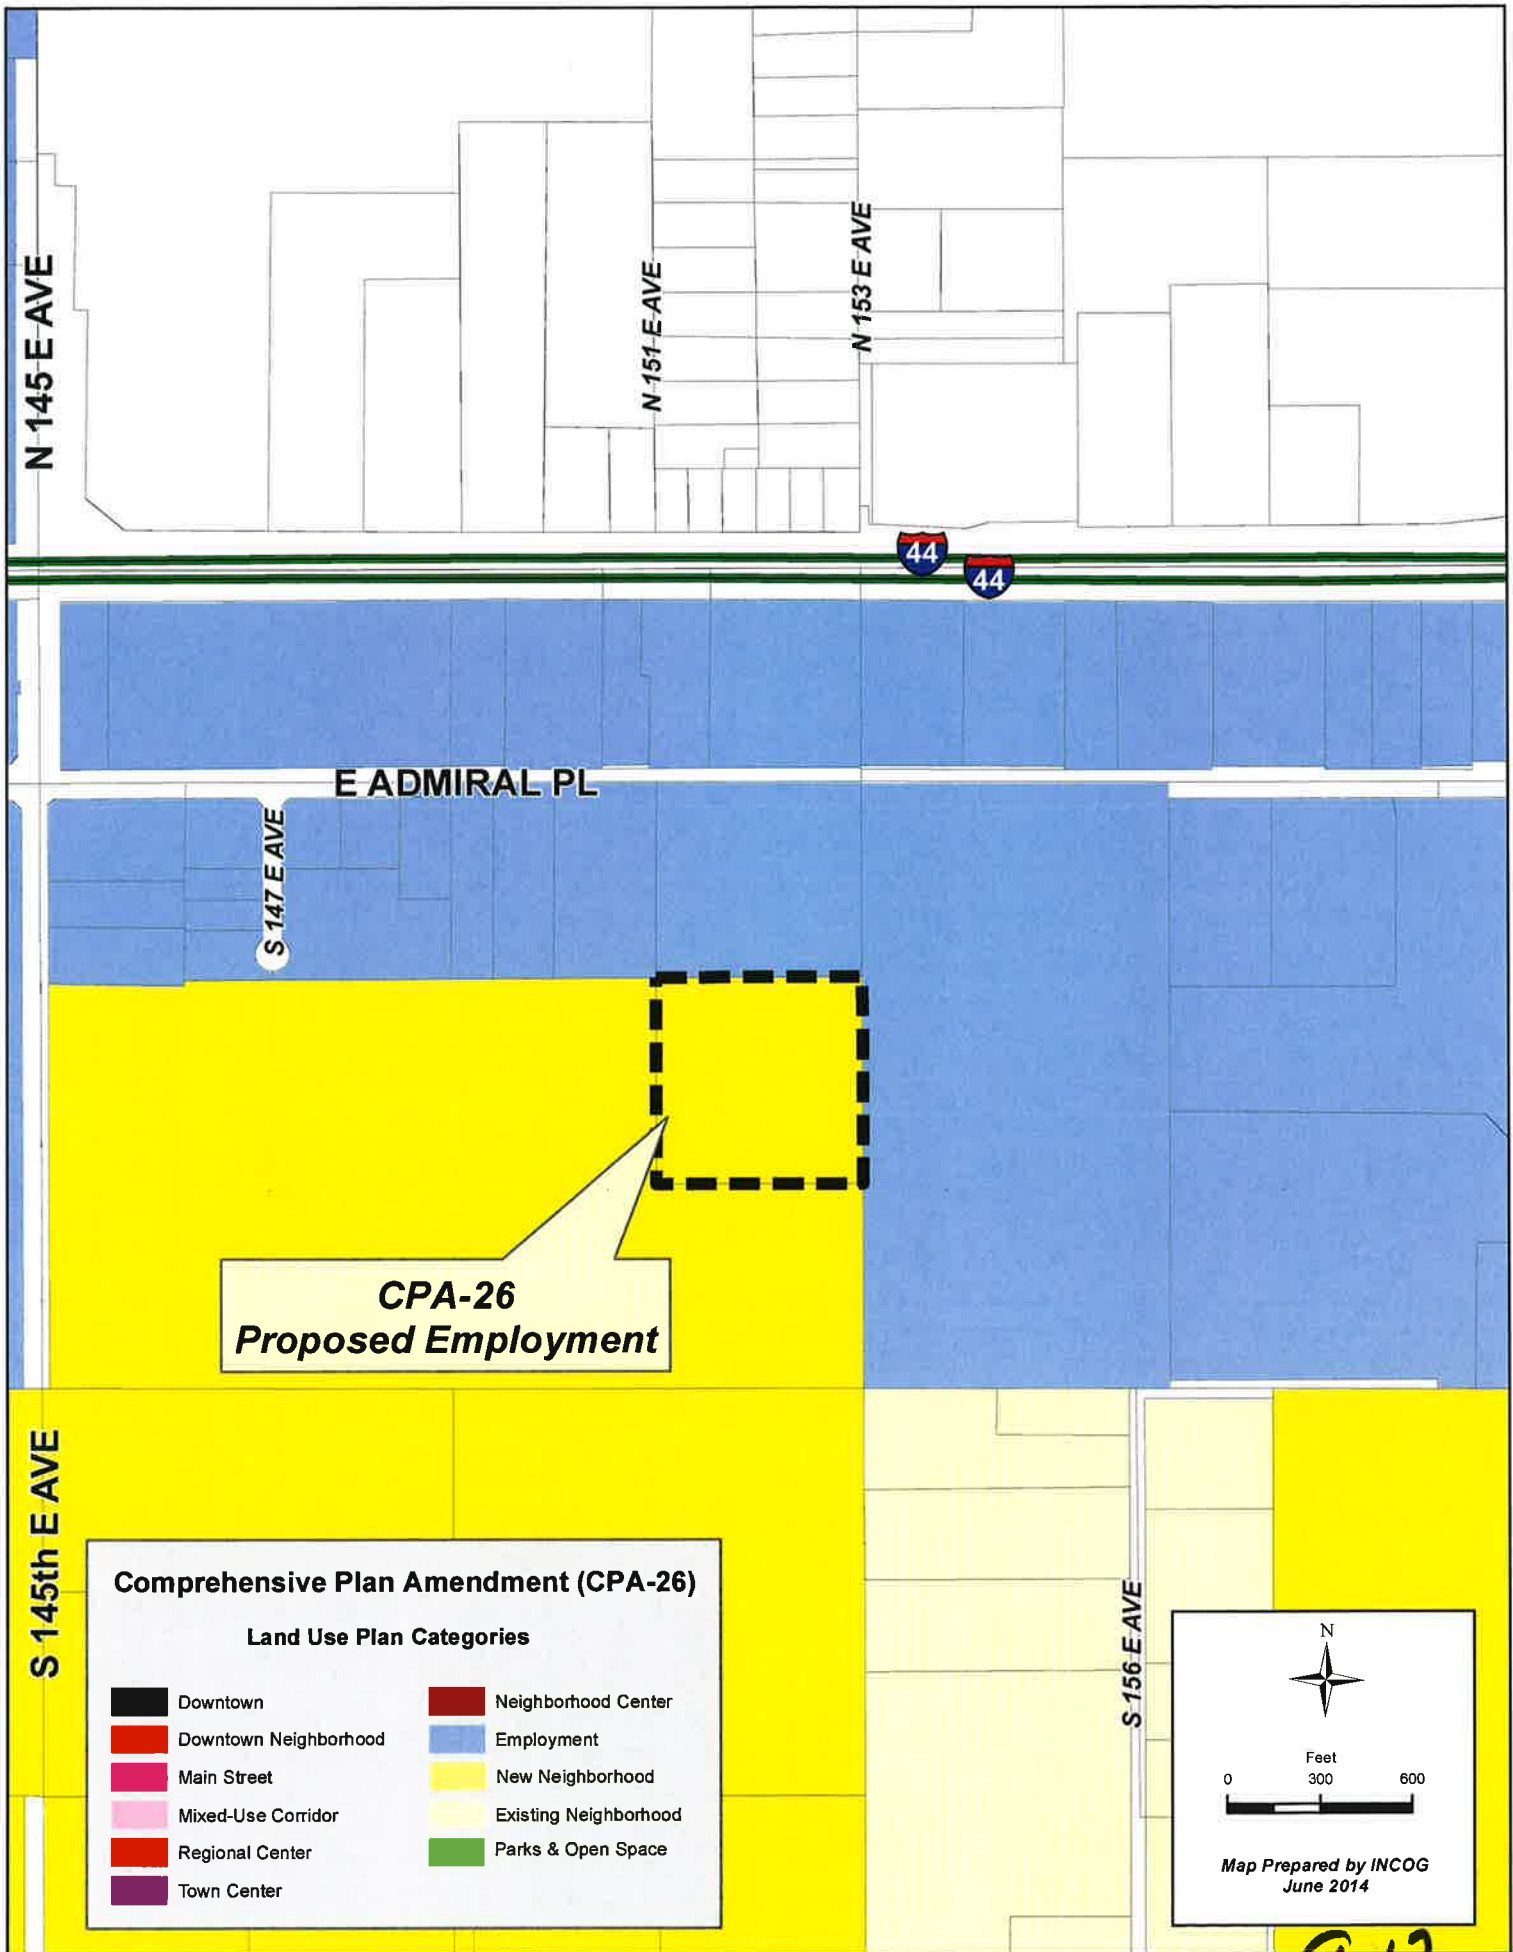 N 145 E AVE
N 151 E AVE
N 153 E AVE
44
44
E ADMIRAL PL
S 147 E AVE
CPA-26
Proposed Employment
S 145th E AVE
S 156 E AVE
Comprehensive Plan Amendment (CPA-26)
Land Use Plan Categories
Downtown
Downtown Neighborhood
Main Street
Mixed-Use Corridor
Regional Center
Town Center
Neighborhood Center
Employment
New Neighborhood
Existing Neighborhood
Parks & Open Space
N
Feet
0 300 600
Map Prepared by INCOG
June 2014